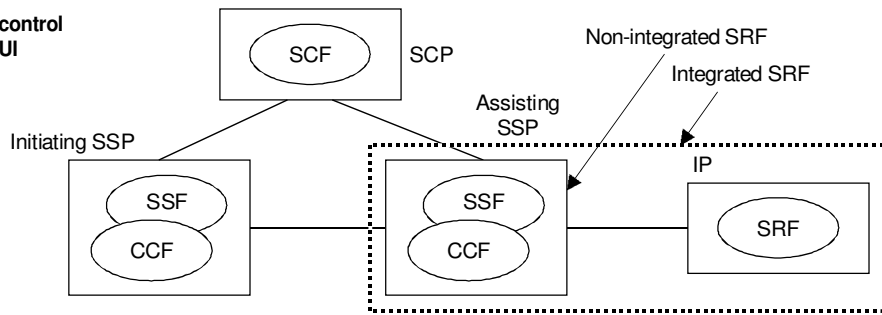 control
UI
SCF
SCP
Non-integrated SRF
Integrated SRF
Assisting
SSP
Initiating SSP
IP
SSF
CCF
SSF
CCF
SRF